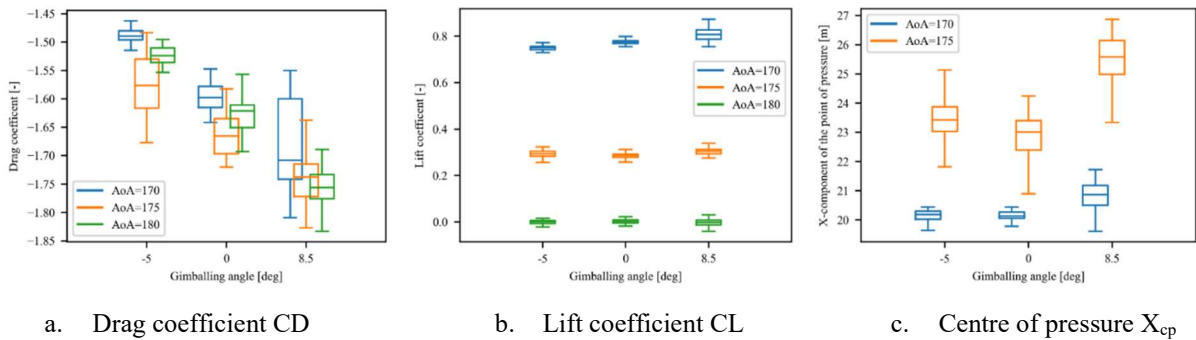 a.
-1.50
-1.55
-1.60
-1.65
-1.70
-1.75
-1.80
-1.85
Drag coefficent [-]
AoA=170
AoA=175
AoA=180
-5
0
8.5
Gimballing angle [deg]
b.
0.8
0.6
0.4
0.2
0.0
Lift coefficent [-]
AoA=170
AoA=175
AoA=180
-5
0
8.5
Gimballing angle [deg]
c.
27
26
25
24
23
22
21
20
X-component of the point of pressure [m]
AoA=170
AoA=175
-5
0
8.5
Gimballing angle [deg]
a. Drag coefficient CD
b. Lift coefficient CL
c. Centre of pressure Xcp